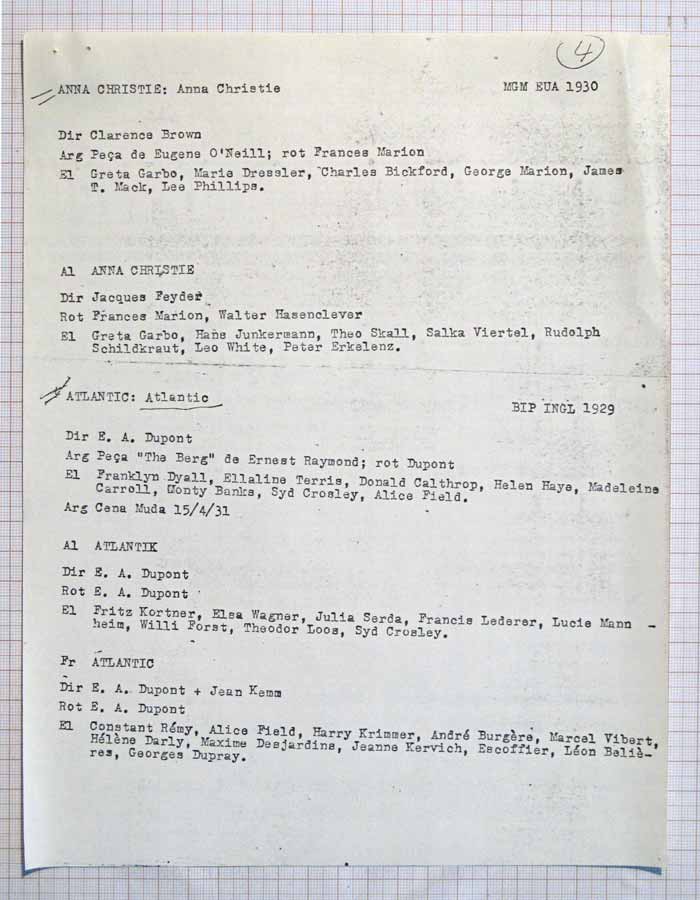 4
ANNA CHRISTIE: Anna Christie MGM EUA 1930
Dir Clarence Brown
Arg Peça de Eugene O'Neill; rot Frances Marion
El Greta Garbo, Marie Dressler, Charles Bickford, George Marion, James
T. Mack, Lee Phillips.
Al ANNA CHRISTIE
Dir Jacques Feyder
Rot Frances Marion, Walter Hasenclever
El Greta Garbo, Hans Junkermann, Theo Skall, Salka Viertel, Rudolph
Schildkraut, Leo White, Peter Erkelenz.
ATLANTIC: Atlantic BIP INGL 1929
Dir E. A. Dupont
Arg Peça "The Berg" de Ernest Raymond; rot Dupont
El Franklyn Dyall, Ellaline Terris, Donald Calthrop, Helen Haye, Madeleine
Carroll, Monty Banks, Syd Crosley, Alice Field.
Arg Cena Muda 15/4/31
Al ATLANTIK
Dir E. A. Dupont
Rot E. A. Dupont
El Fritz Kortner, Elsa Wagner, Julia Serda, Francis Lederer, Lucie Mann -
heim, Willi Forst, Theodor Loos, Syd Crosley.
Fr ATLANTIC
Dir E. A. Dupont + Jean Kemm
Rot E. A. Dupont
El Constant Rémy, Alice Field, Harry Krimmer, André Burgère, Marcel Vibert,
Hélène Darly, Maxime Desjardins, Jeanne Kervich, Escoffier, Léon Beliè-
res, Georges Dupray.